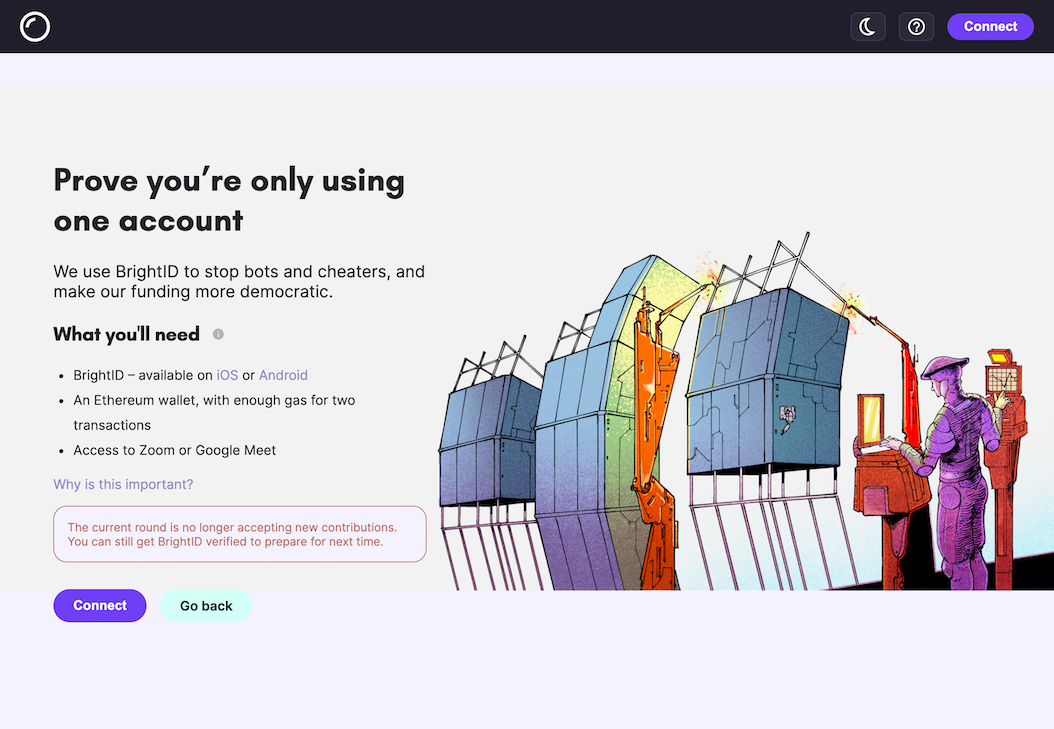 Connect
Prove you’re only using
one account
We use BrightID to stop bots and cheaters, and
make our funding more democratic.
What you'll need
BrightID – available on iOS or Android
An Ethereum wallet, with enough gas for two
transactions
Access to Zoom or Google Meet
Why is this important?
The current round is no longer accepting new contributions.
You can still get BrightID verified to prepare for next time.
Connect
Go back